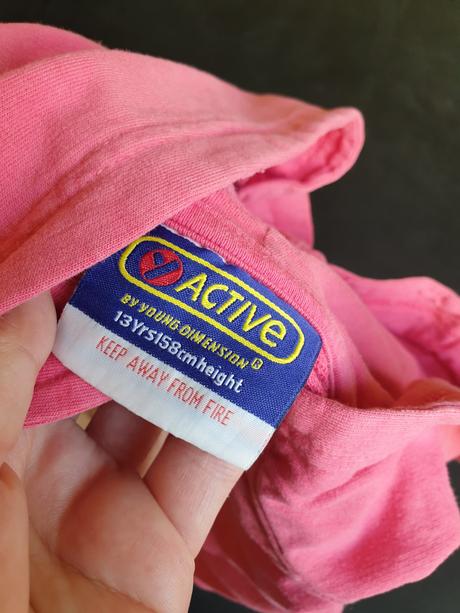 Y ACTIVE
BY YOUNG DIMENSION®
13Yrs158cmheight
KEEP AWAY FROM FIRE